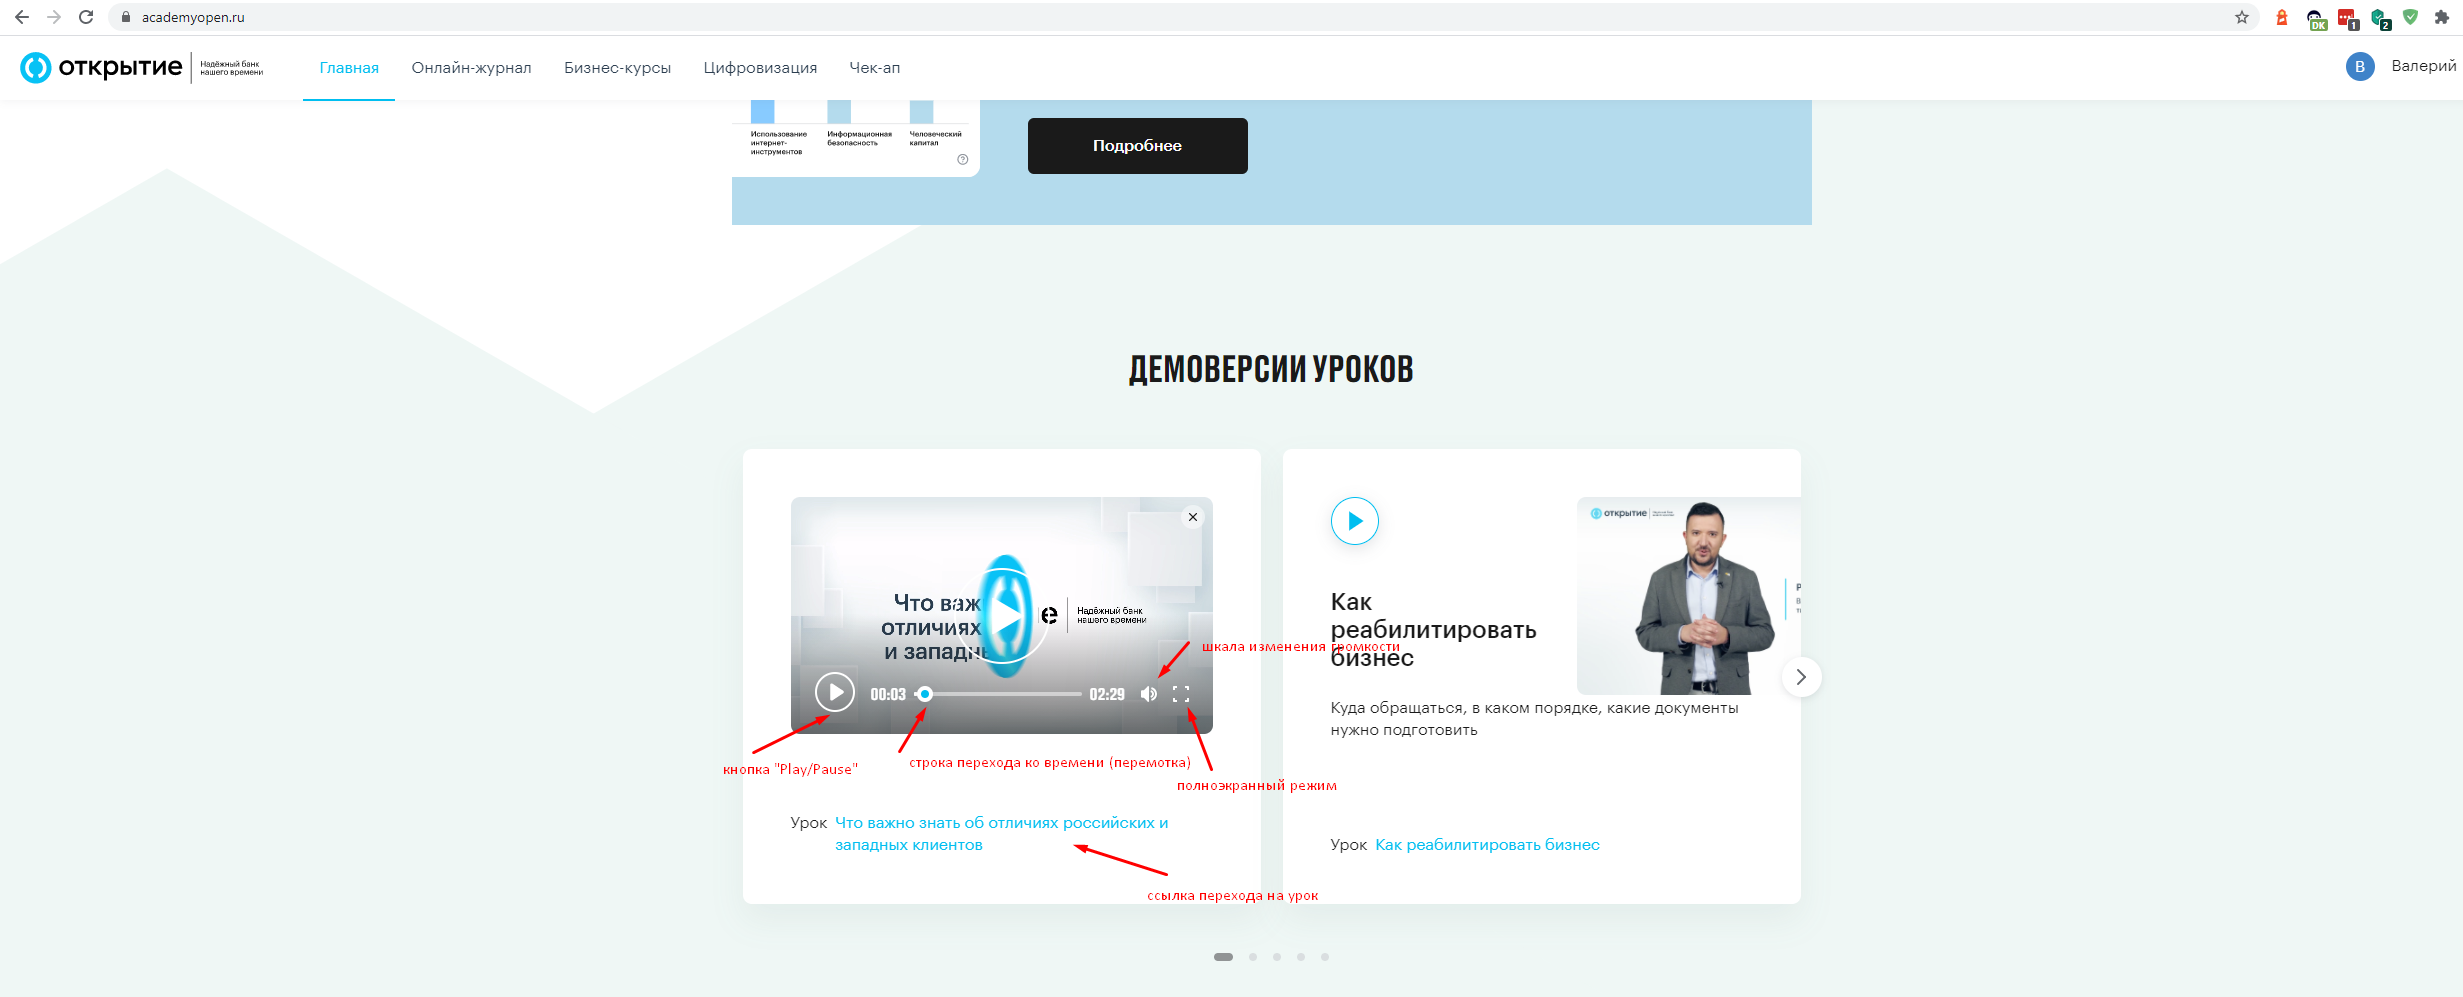 academyopen.ru
DK
1
2
открытие
Надёжный банк
нашего времени
Главная
Онлайн-журнал
Бизнес-курсы
Цифровизация
Чек-ап
В
Валерий
Использование
интернет-
инструментов
Информационная
безопасность
Человеческий
капитал
Подробнее
ДЕМОВЕРСИИ УРОКОВ
Что важ
отличиях
и западн
е
Надёжный банк
нашего времени
00:03
02:29
шкала изменения громкости
кнопка "Play/Pause"
строка перехода ко времени (перемотка)
полноэкранный режим
Урок Что важно знать об отличиях российских и
западных клиентов
ссылка перехода на урок
открытие
Как
реабилитировать
бизнес
Куда обращаться, в каком порядке, какие документы
нужно подготовить
Урок Как реабилитировать бизнес